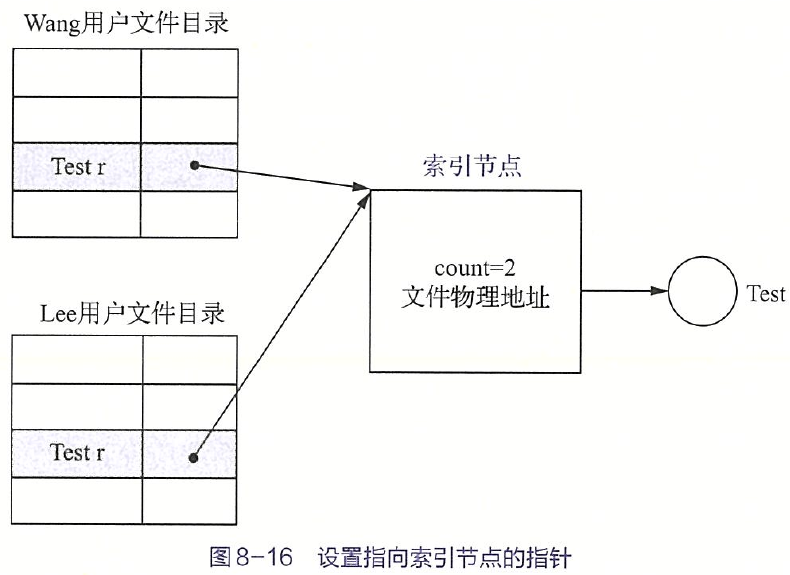 Wang用户文件目录
Test r
索引节点
count=2
文件物理地址
Test
Lee用户文件目录
Test r
图8-16 设置指向索引节点的指针